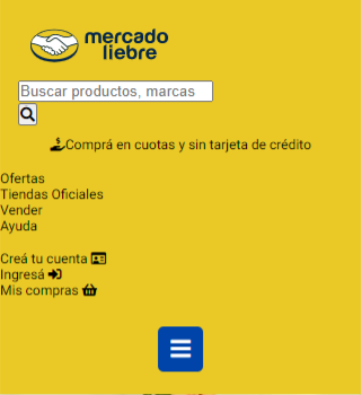 mercado
liebre
Buscar productos, marcas
Comprá en cuotas y sin tarjeta de crédito
Ofertas
Tiendas Oficiales
Vender
Ayuda
Creá tu cuenta
Ingresá
Mis compras